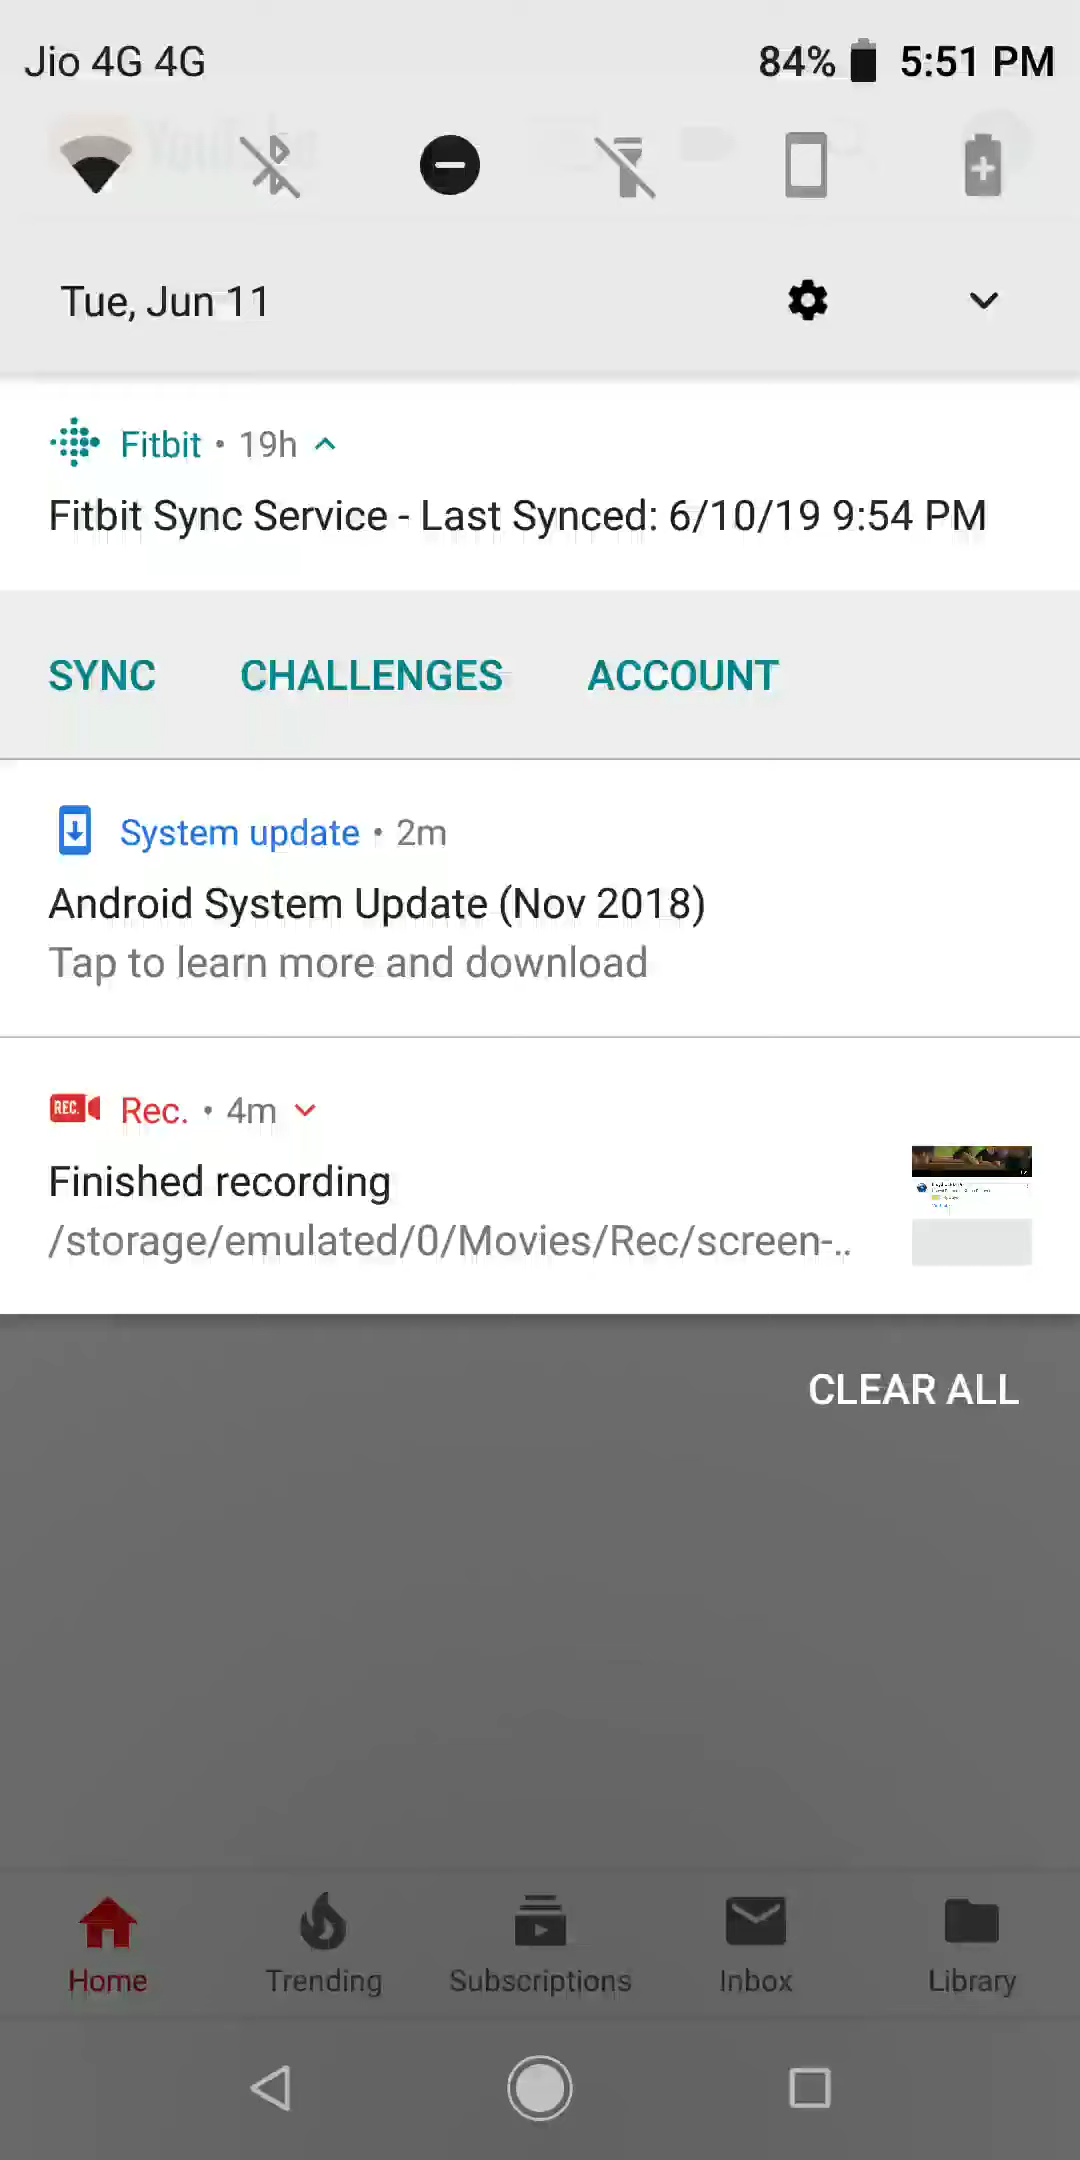 Jio 4G 4G 84% 5:51 PM
YouTube
Tue, Jun 11
Fitbit • 19h
Fitbit Sync Service - Last Synced: 6/10/19 9:54 PM
SYNC CHALLENGES ACCOUNT
System update • 2m
Android System Update (Nov 2018)
Tap to learn more and download
REC. Rec. • 4m
Finished recording
/storage/emulated/0/Movies/Rec/screen-..
CLEAR ALL
Home Trending Subscriptions Inbox Library